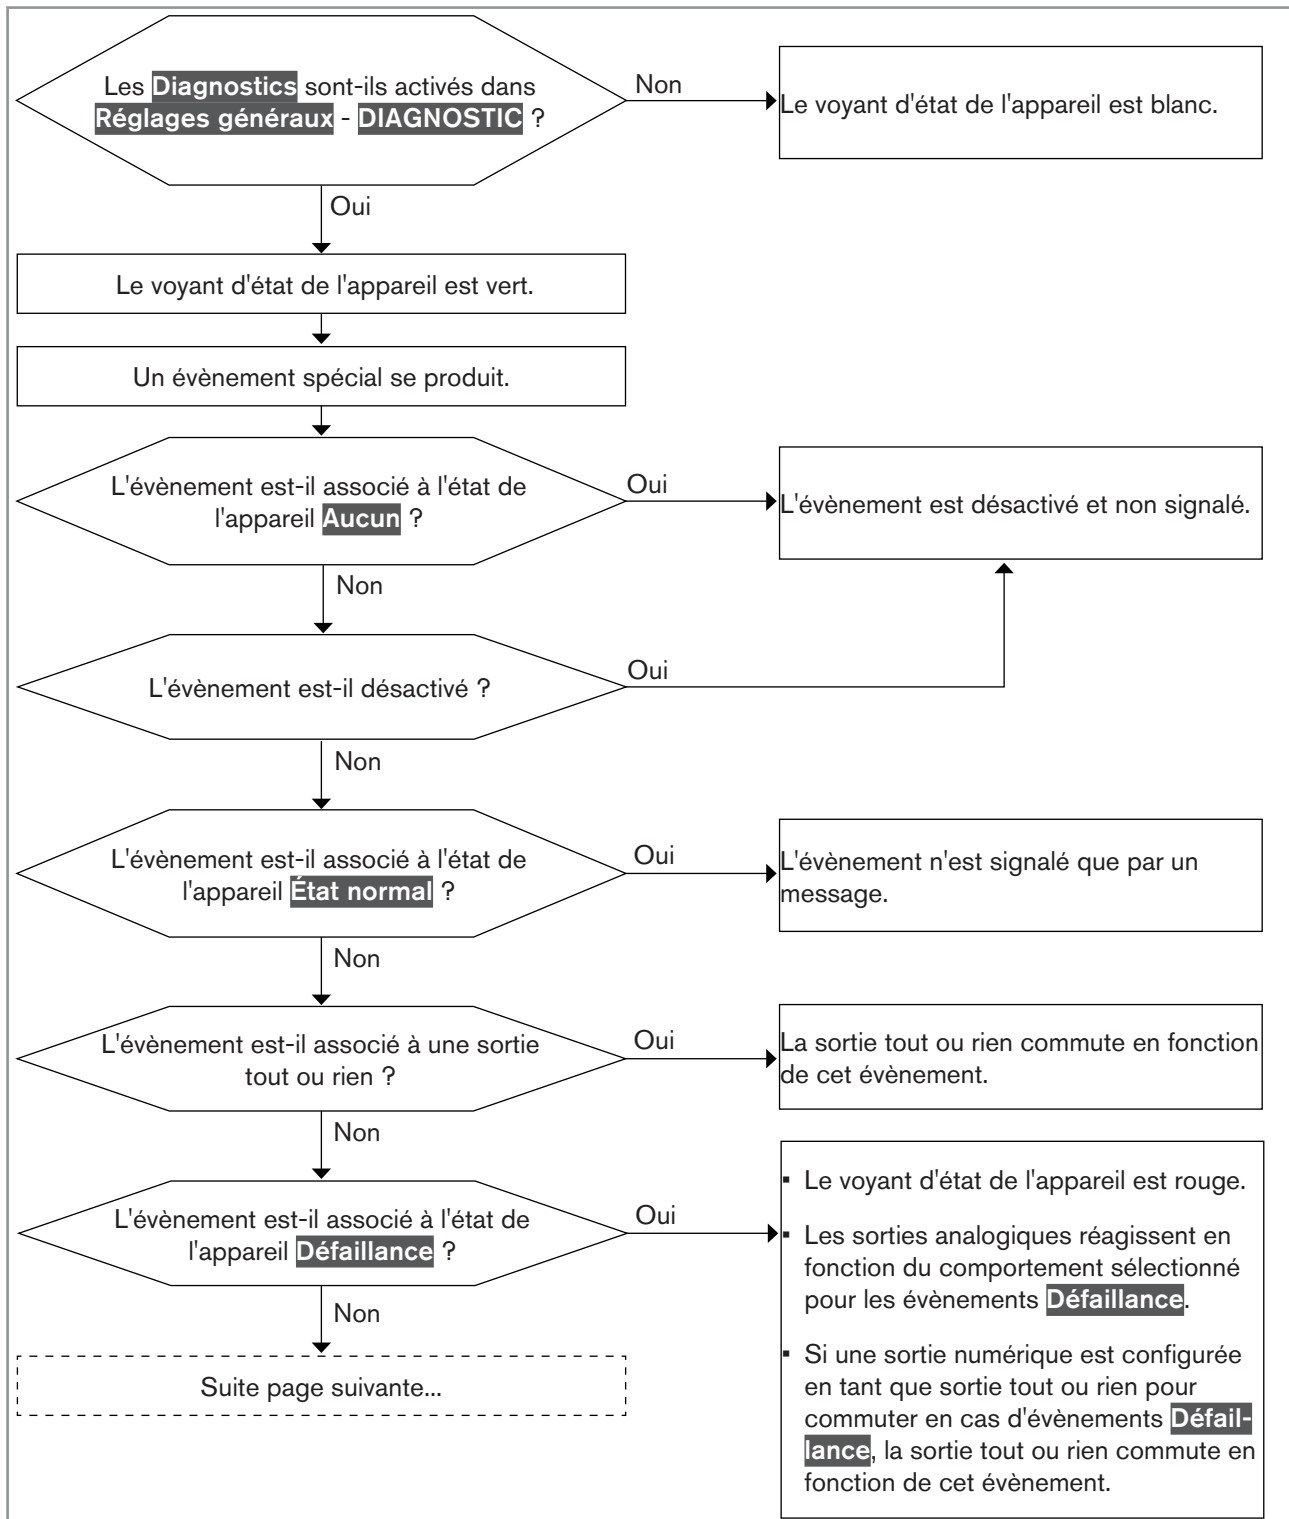 Les Diagnostics sont-ils activés dans
Réglages généraux - DIAGNOSTIC ?
Non
Le voyant d'état de l'appareil est blanc.
Oui
Le voyant d'état de l'appareil est vert.
Un évènement spécial se produit.
L'évènement est-il associé à l'état de
l'appareil Aucun ?
Oui
L'évènement est désactivé et non signalé.
Non
L'évènement est-il désactivé ?
Oui
Non
L'évènement est-il associé à l'état de
l'appareil État normal ?
Oui
L'évènement n'est signalé que par un
message.
Non
L'évènement est-il associé à une sortie
tout ou rien ?
Oui
La sortie tout ou rien commute en fonction
de cet évènement.
Non
L'évènement est-il associé à l'état de
l'appareil Défaillance ?
Oui
▪ Le voyant d'état de l'appareil est rouge.
▪ Les sorties analogiques réagissent en
fonction du comportement sélectionné
pour les évènements Défaillance.
▪ Si une sortie numérique est configurée
en tant que sortie tout ou rien pour
commuter en cas d'évènements Défail-
lance, la sortie tout ou rien commute en
fonction de cet évènement.
Non
Suite page suivante...